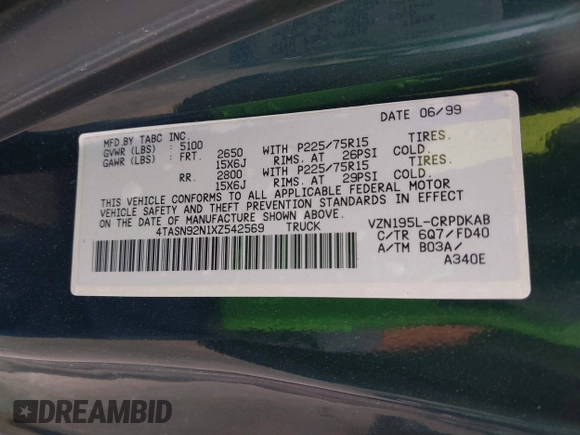 DATE 06/99
MFD BY TABC INC.
GVWR (LBS): 5100
GAWR (LBS): FRT. 2650 WITH P225/75R15 TIRES.
15X6J RIMS. AT 26PSI COLD.
RR. 2800 WITH P225/75R15 TIRES.
15X6J RIMS. AT 29PSI COLD.
THIS VEHICLE CONFORMS TO ALL APPLICABLE FEDERAL MOTOR
VEHICLE SAFETY AND THEFT PREVENTION STANDARDS IN EFFECT
ON THE DATE OF MANUFACTURE SHOWN ABOVE.
4TASN92N1XZ542569 TRUCK
VZN195L-CRPDKAB
C/TR 6Q7/FD40
A/TM B03A/
A340E
DREAMBID